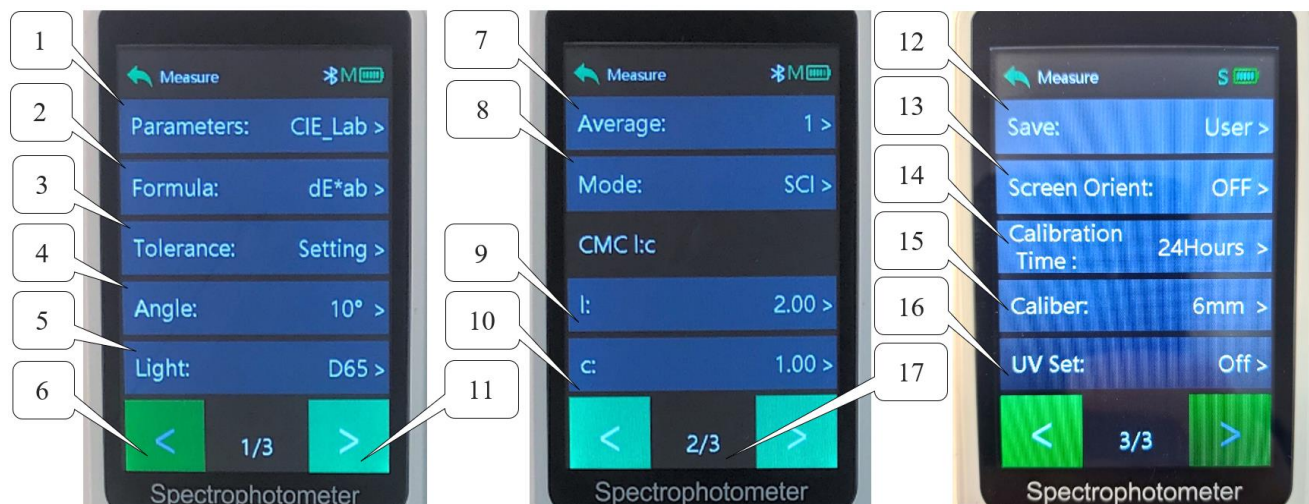 1
2
3
4
5
6
Measure M
Parameters: CIE_Lab >
Formula: dE*ab >
Tolerance: Setting >
Angle: 10° >
Light: D65 >
< 1/3 >
Spectrophotometer
7
8
9
10
11
Measure M
Average: 1 >
Mode: SCI >
CMC l:c
l: 2.00 >
c: 1.00 >
< 2/3 >
Spectrophotometer
12
13
14
15
16
17
Measure S
Save: User >
Screen Orient: OFF >
Calibration
Time : 24Hours >
Caliber: 6mm >
UV Set: Off >
< 3/3 >
Spectrophotometer